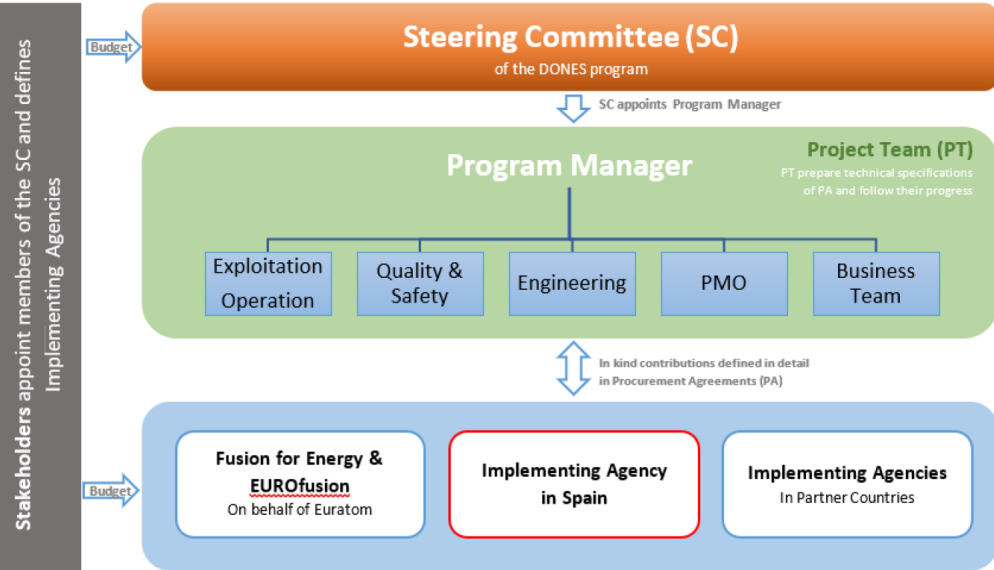 Stakeholders appoint members of the SC and defines
Implementing Agencies
Budget
Steering Committee (SC)
of the DONES program
SC appoints Program Manager
Project Team (PT)
PT prepare technical specifications
of PA and follow their progress
Program Manager
Exploitation
Operation
Quality &
Safety
Engineering
PMO
Business
Team
In kind contributions defined in detail
in Procurement Agreements (PA)
Budget
Fusion for Energy &
EUROfusion
On behalf of Euratom
Implementing Agency
in Spain
Implementing Agencies
In Partner Countries